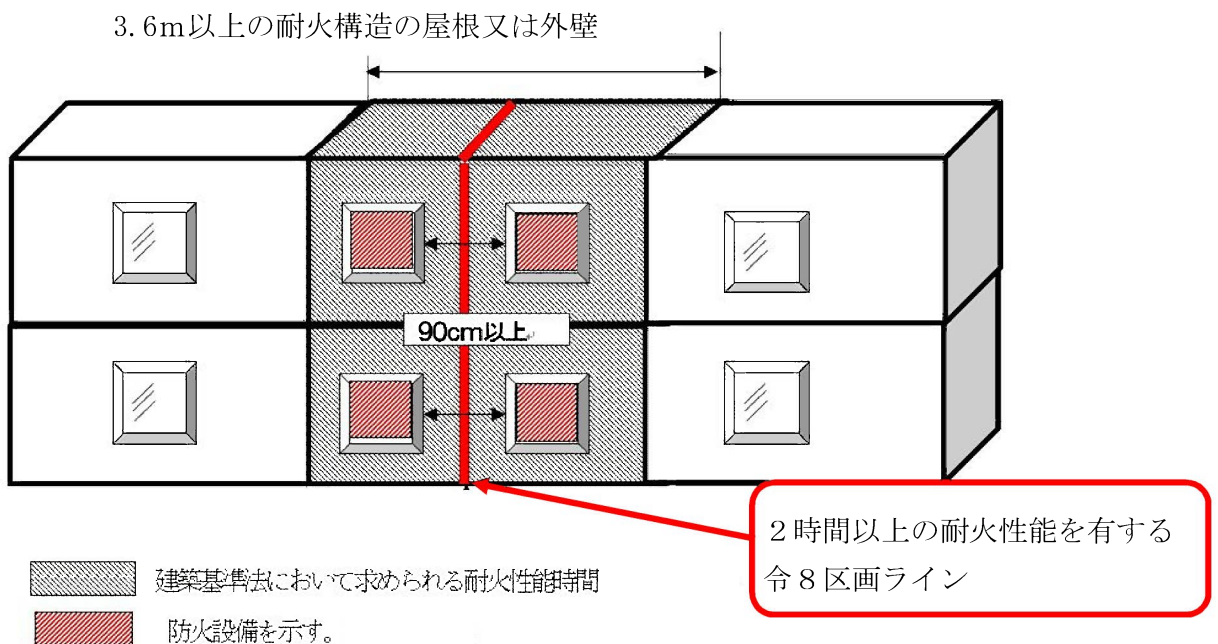 3.6m以上の耐火構造の屋根又は外壁
90cm以上
2時間以上の耐火性能を有する
令8区画ライン
建築基準法において求められる耐火性能時間
防火設備を示す。